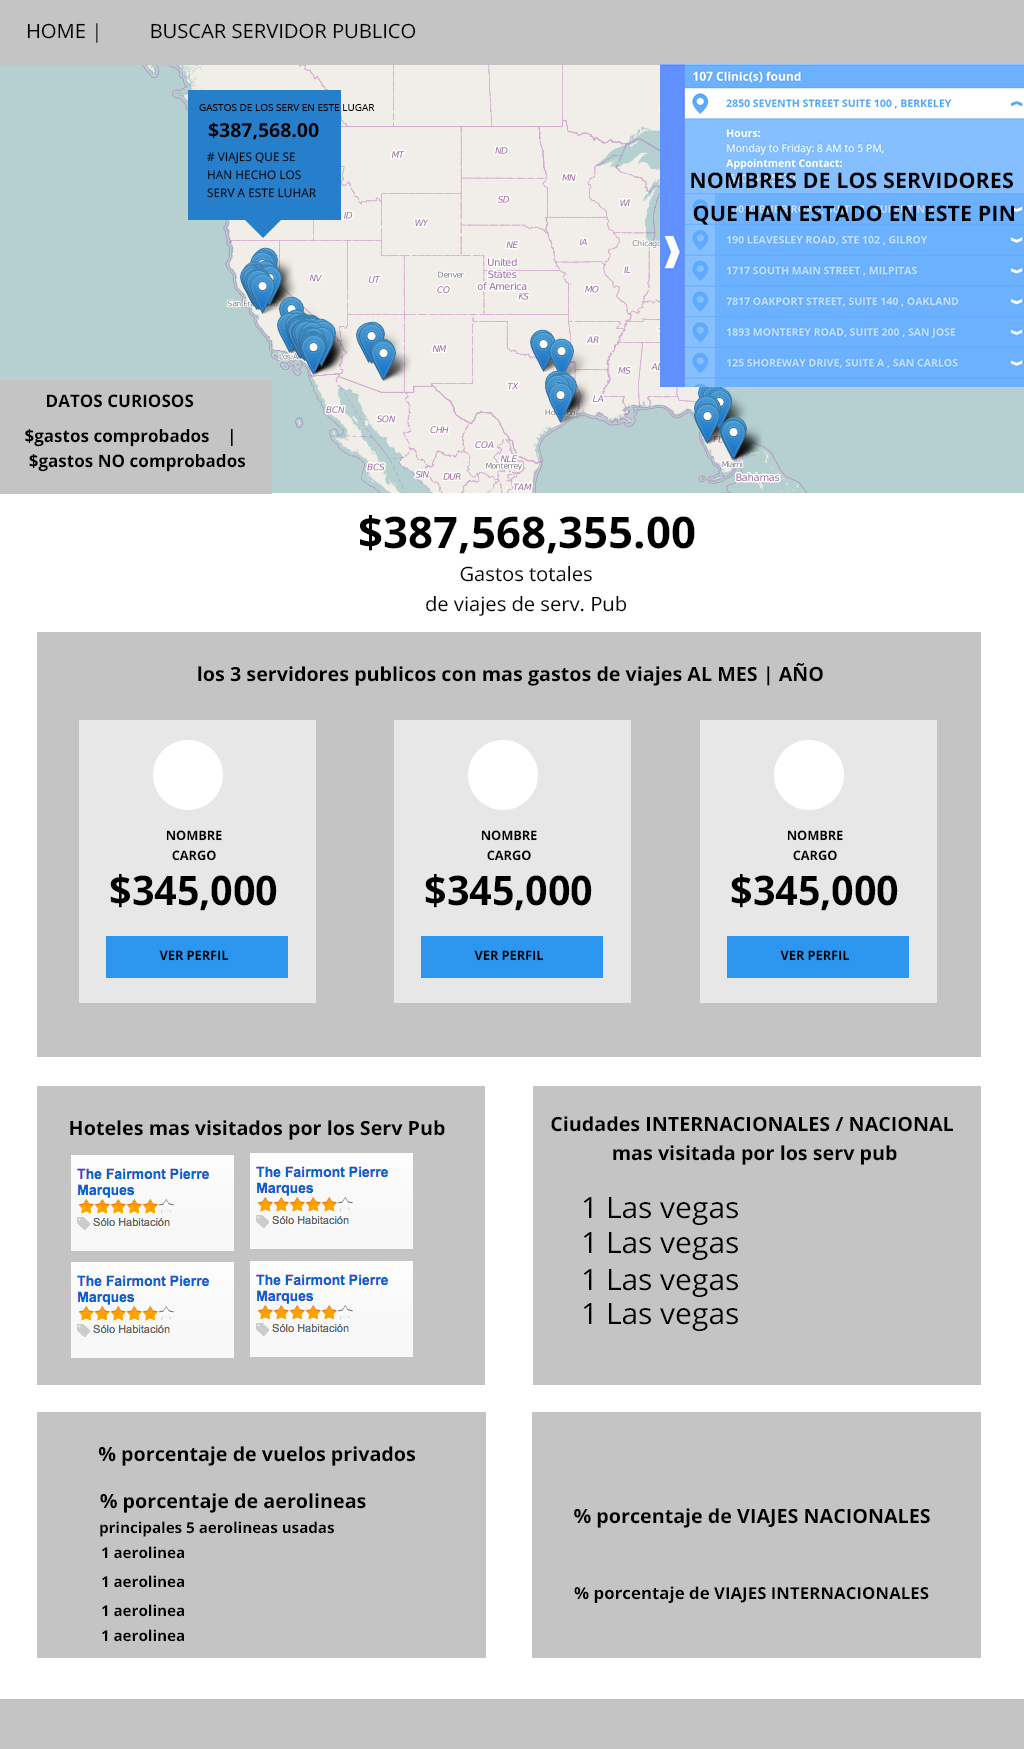 HOME |
BUSCAR SERVIDOR PUBLICO
GASTOS DE LOS SERV EN ESTE LUGAR
$387,568.00
# VIAJES QUE SE
HAN HECHO LOS
SERV A ESTE LUHAR
107 Clinic(s) found
2850 SEVENTH STREET SUITE 100 , BERKELEY
Hours:
Monday to Friday: 8 AM to 5 PM,
Appointment Contact:
NOMBRES DE LOS SERVIDORES
QUE HAN ESTADO EN ESTE PIN
190 LEAVESLEY ROAD, STE 102 , GILROY
1717 SOUTH MAIN STREET , MILPITAS
7817 OAKPORT STREET, SUITE 140 , OAKLAND
1893 MONTEREY ROAD, SUITE 200 , SAN JOSE
125 SHOREWAY DRIVE, SUITE A , SAN CARLOS
MT
ND
MN
SD
WI
ID
WY
NE
IA
Chicago
NV
UT
Denver
CO
United
States
of America
KS
IL
MO
San Fr
NM
AR
TX
MS
AL
LA
BCN
SON
CHH
COA
NLE
Monterrey
BCS
SIN
DUR
TAM
FL
Miami
Bahamas
DATOS CURIOSOS
$gastos comprobados |
$gastos NO comprobados
$387,568,355.00
Gastos totales
de viajes de serv. Pub
los 3 servidores publicos con mas gastos de viajes AL MES | AÑO
NOMBRE
CARGO
$345,000
VER PERFIL
NOMBRE
CARGO
$345,000
VER PERFIL
NOMBRE
CARGO
$345,000
VER PERFIL
Hoteles mas visitados por los Serv Pub
The Fairmont Pierre
Marques
Sólo Habitación
The Fairmont Pierre
Marques
Sólo Habitación
The Fairmont Pierre
Marques
Sólo Habitación
The Fairmont Pierre
Marques
Sólo Habitación
Ciudades INTERNACIONALES / NACIONAL
mas visitada por los serv pub
1 Las vegas
1 Las vegas
1 Las vegas
1 Las vegas
% porcentaje de vuelos privados
% porcentaje de aerolineas
principales 5 aerolineas usadas
1 aerolinea
1 aerolinea
1 aerolinea
1 aerolinea
% porcentaje de VIAJES NACIONALES
% porcentaje de VIAJES INTERNACIONALES